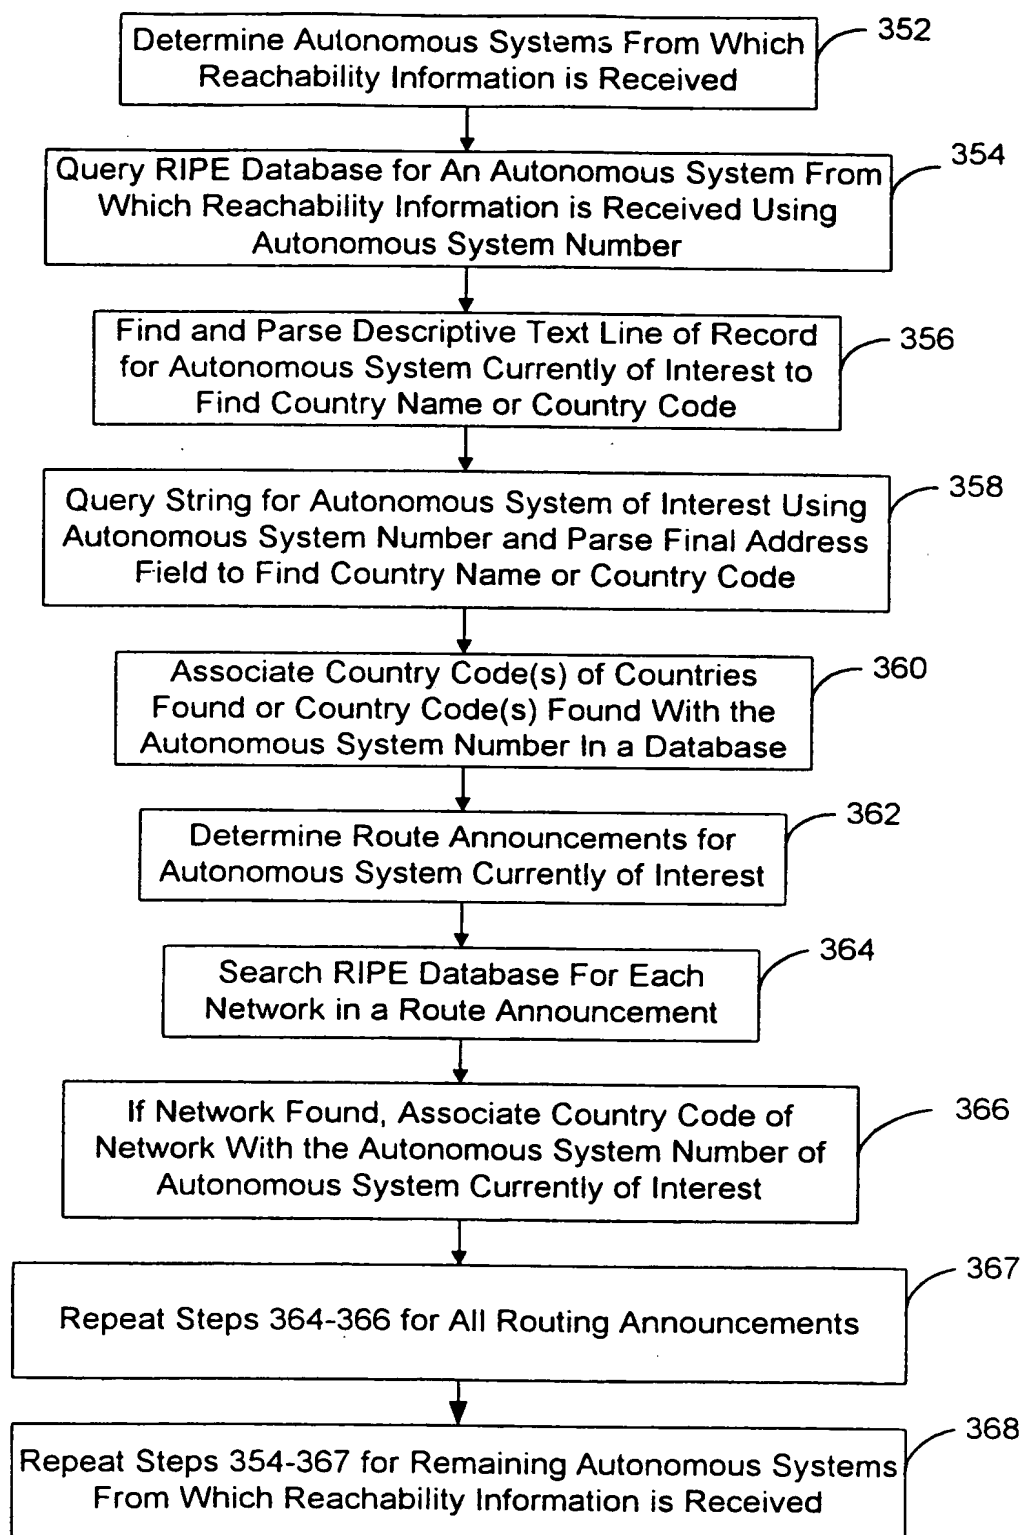 Determine Autonomous Systems From Which
Reachability Information is Received
352
Query RIPE Database for An Autonomous System From
Which Reachability Information is Received Using
Autonomous System Number
354
Find and Parse Descriptive Text Line of Record
for Autonomous System Currently of Interest to
Find Country Name or Country Code
356
Query String for Autonomous System of Interest Using
Autonomous System Number and Parse Final Address
Field to Find Country Name or Country Code
358
Associate Country Code(s) of Countries
Found or Country Code(s) Found With the
Autonomous System Number In a Database
360
Determine Route Announcements for
Autonomous System Currently of Interest
362
Search RIPE Database For Each
Network in a Route Announcement
364
If Network Found, Associate Country Code of
Network With the Autonomous System Number of
Autonomous System Currently of Interest
366
Repeat Steps 364-366 for All Routing Announcements
367
Repeat Steps 354-367 for Remaining Autonomous Systems
From Which Reachability Information is Received
368